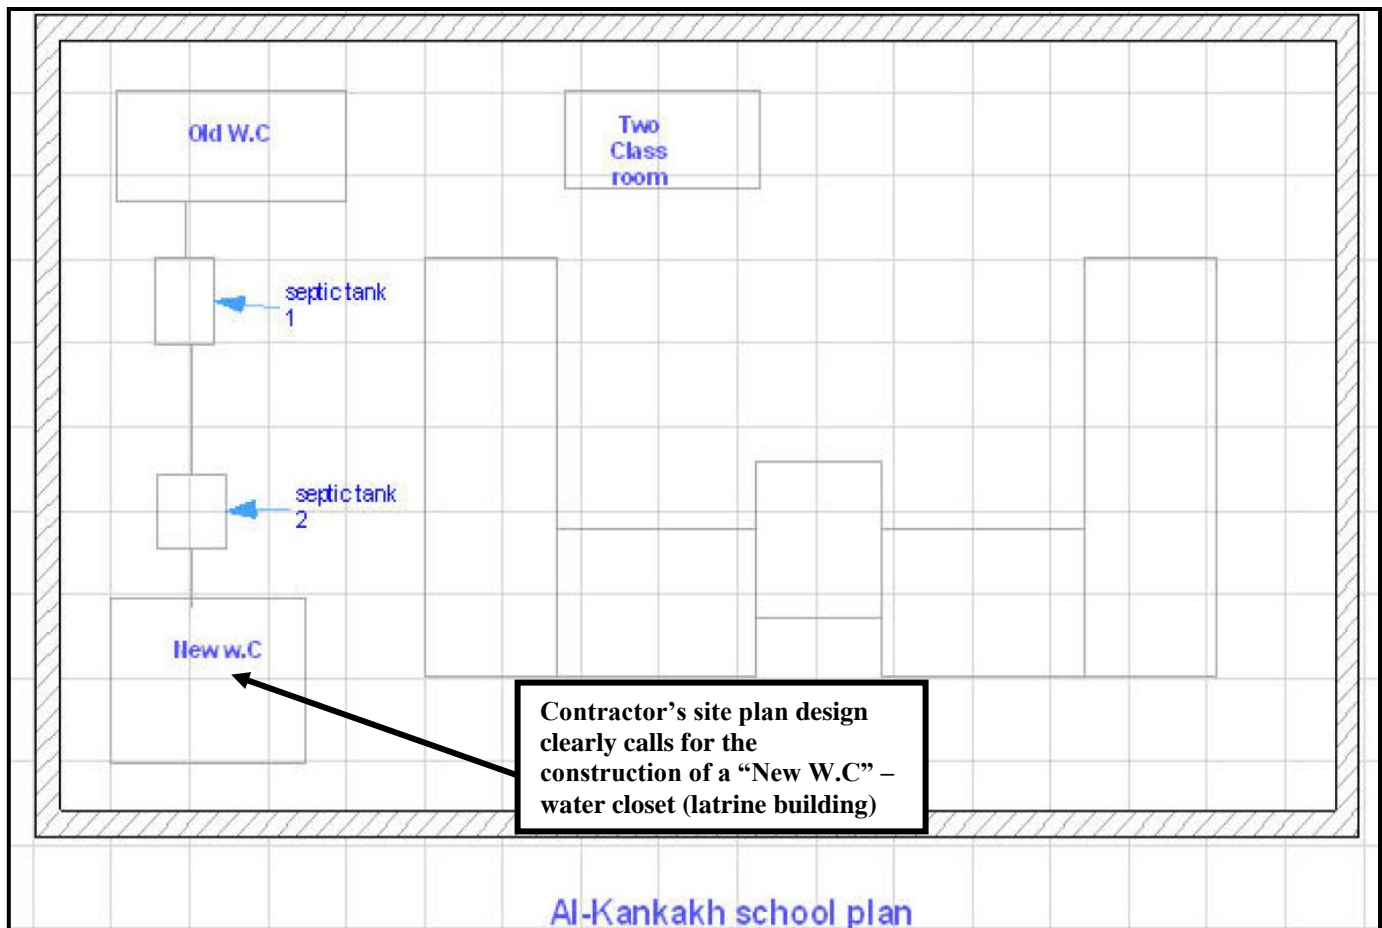 Old W.C
Two
Class
room
septic tank
1
septic tank
2
New w.C
Contractor’s site plan design
clearly calls for the
construction of a “New W.C” –
water closet (latrine building)
Al-Kankakh school plan